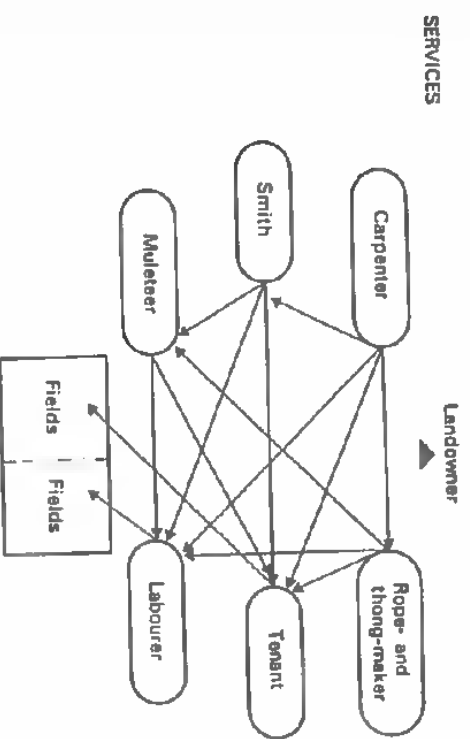 SERVICES
Landowner
Carpenter
Rope- and
thong-maker
Smith
Tenant
Muleteer
Labourer
Fields
Fields